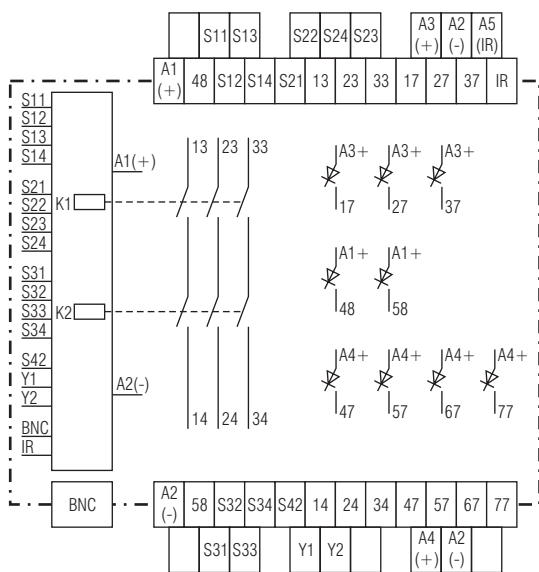 S11 S13 S22 S24 S23 A3 (+) A2 (-) A5 (IR)
A1 (+) 48 S12 S14 S21 13 23 33 17 27 37 IR
S11
S12
S13
S14
A1(+)
S21
K1
S22
S23
S24
S31
S32
K2
S33
S34
S42
Y1
A2(-)
Y2
BNC
IR
13 23 33
14 24 34
A3+ A3+ A3+
17 27 37
A1+ A1+
48 58
A4+ A4+ A4+ A4+
47 57 67 77
BNC
A2 (-) 58 S32 S34 S42 14 24 34 47 57 67 77
S31 S33 Y1 Y2 A4 (+) A2 (-)